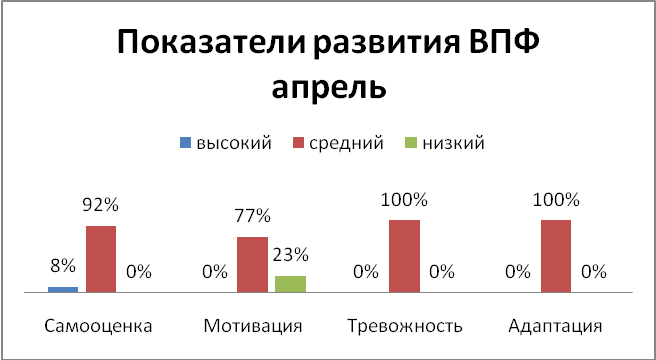 Показатели развития ВПФ
апрель
высокий средний низкий
8% 92% 0% 0% 77% 23% 0% 100% 0% 0% 100% 0%
Самооценка Мотивация Тревожность Адаптация